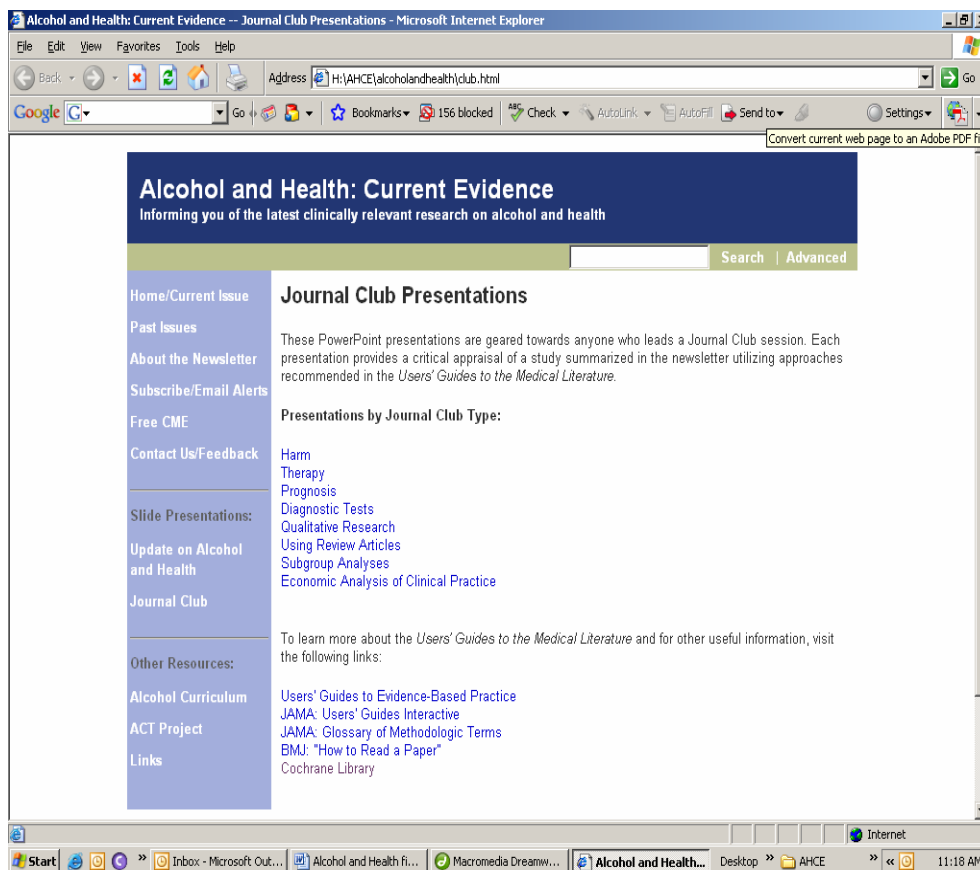 Alcohol and Health: Current Evidence -- Journal Club Presentations - Microsoft Internet Explorer
File Edit View Favorites Tools Help
Back Address H:\AHCE\alcoholandhealth\club.html Go
Google G Go Bookmarks 156 blocked ABC Check AutoLink AutoFill Send to Settings
Convert current web page to an Adobe PDF fi
Alcohol and Health: Current Evidence
Informing you of the latest clinically relevant research on alcohol and health
Search | Advanced
Home/Current Issue
Past Issues
About the Newsletter
Subscribe/Email Alerts
Free CME
Contact Us/Feedback
Slide Presentations:
Update on Alcohol
and Health
Journal Club
Other Resources:
Alcohol Curriculum
ACT Project
Links
Journal Club Presentations
These PowerPoint presentations are geared towards anyone who leads a Journal Club session. Each
presentation provides a critical appraisal of a study summarized in the newsletter utilizing approaches
recommended in the Users' Guides to the Medical Literature.
Presentations by Journal Club Type:
Harm
Therapy
Prognosis
Diagnostic Tests
Qualitative Research
Using Review Articles
Subgroup Analyses
Economic Analysis of Clinical Practice
To learn more about the Users' Guides to the Medical Literature and for other useful information, visit
the following links:
Users' Guides to Evidence-Based Practice
JAMA: Users' Guides Interactive
JAMA: Glossary of Methodologic Terms
BMJ: "How to Read a Paper"
Cochrane Library
Internet
Start » Inbox - Microsoft Out... Alcohol and Health fi... Macromedia Dreamw... Alcohol and Health... Desktop » AHCE » « 11:18 AM